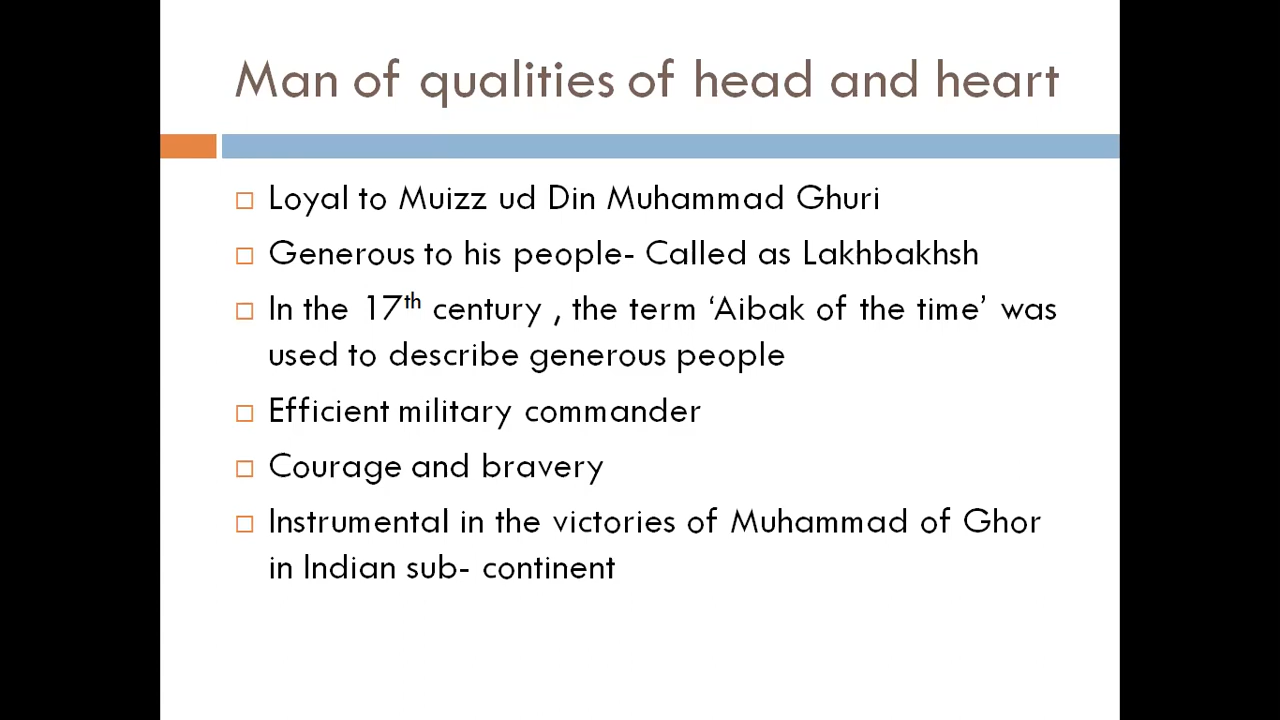 Man of qualities of head and heart
Loyal to Muizz ud Din Muhammad Ghuri
Generous to his people- Called as Lakhbakhsh
In the 17th century , the term ‘Aibak of the time’ was
used to describe generous people
Efficient military commander
Courage and bravery
Instrumental in the victories of Muhammad of Ghor
in Indian sub- continent